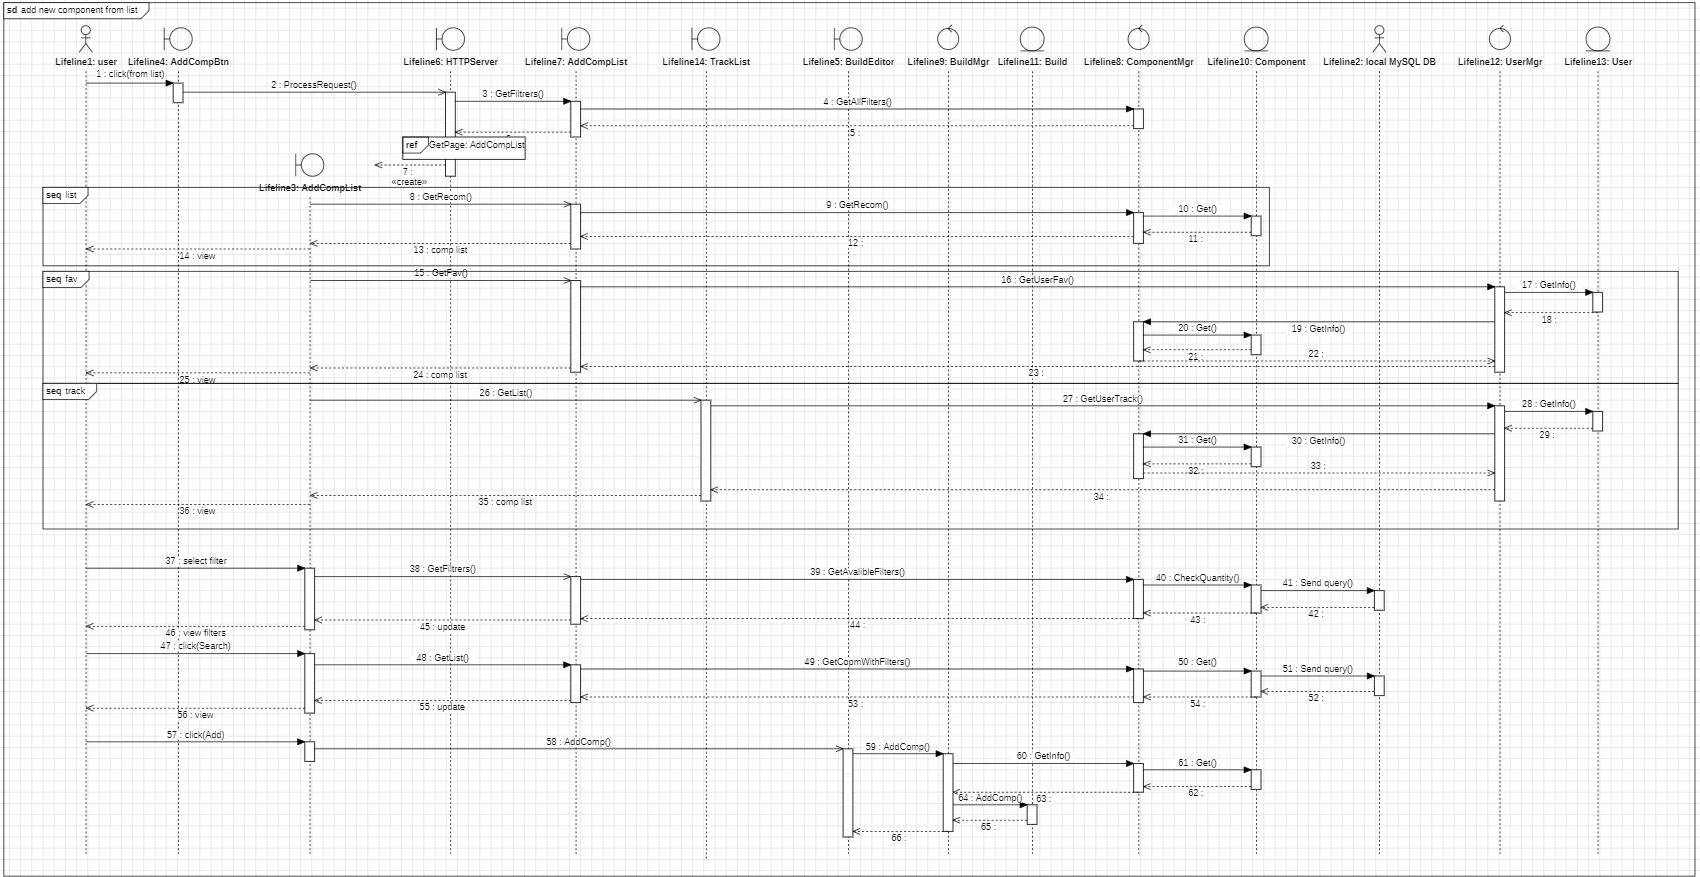 sd add new component from list
Lifeline1: user
Lifeline4: AddCompBtn
Lifeline6: HTTPServer
Lifeline7: AddCompList
Lifeline14: TrackList
Lifeline5: BuildEditor
Lifeline9: BuildMgr
Lifeline11: Build
Lifeline8: ComponentMgr
Lifeline10: Component
Lifeline2: local MySQL DB
Lifeline12: UserMgr
Lifeline13: User
1 : click(from list)
2 : ProcessRequest()
3 : GetFiltrers()
4 : GetAllFilters()
5 :
ref GetPage: AddCompList
7 :
«create»
Lifeline3: AddCompList
seq list
8 : GetRecom()
9 : GetRecom()
10 : Get()
11 :
12 :
13 : comp list
14 : view
seq fav
15 : GetFav()
16 : GetUserFav()
17 : GetInfo()
18 :
19 : GetInfo()
20 : Get()
21 :
22 :
23 :
24 : comp list
25 : view
seq track
26 : GetList()
27 : GetUserTrack()
28 : GetInfo()
29 :
30 : GetInfo()
31 : Get()
32 :
33 :
34 :
35 : comp list
36 : view
37 : select filter
38 : GetFiltrers()
39 : GetAvalibleFilters()
40 : CheckQuantity()
41 : Send query()
42 :
43 :
44 :
45 : update
46 : view filters
47 : click(Search)
48 : GetList()
49 : GetCopmWithFilters()
50 : Get()
51 : Send query()
52 :
53 :
54 :
55 : update
56 : view
57 : click(Add)
58 : AddComp()
59 : AddComp()
60 : GetInfo()
61 : Get()
62 :
63 :
64 : AddComp()
65 :
66 :